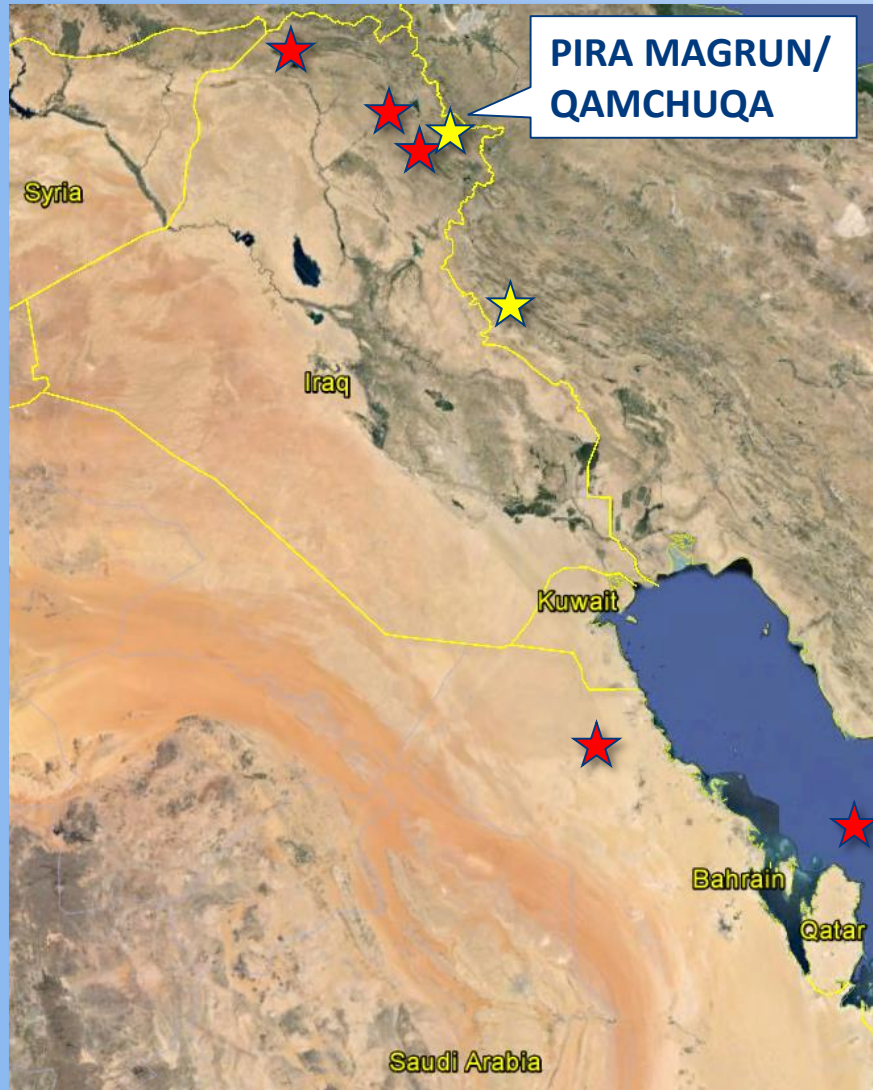 PIRA MAGRUN/
QAMCHUQA
Syria
Iraq
Kuwait
Bahrain
Qatar
Saudi Arabia